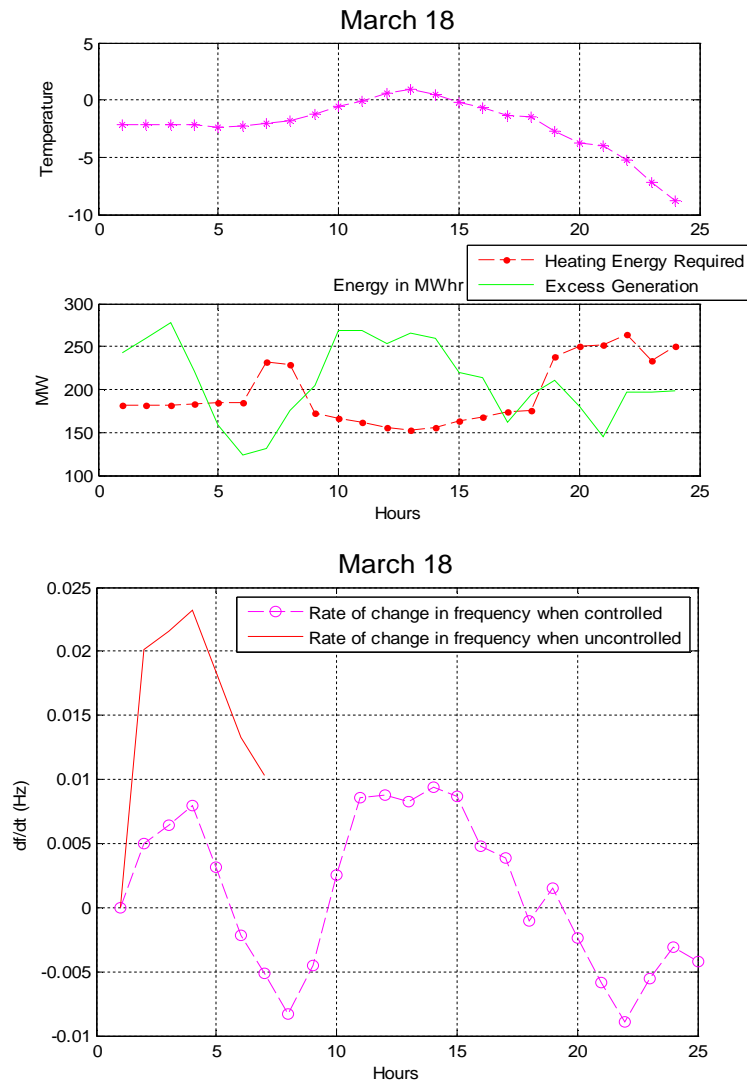 March 18
5
0
-5
-10
Temperature
0
5
10
15
20
25
Heating Energy Required
Excess Generation
Energy in MWhr
300
250
200
150
100
MW
0
5
10
15
20
25
Hours
March 18
0.025
0.02
0.015
0.01
0.005
0
-0.005
-0.01
df/dt (Hz)
Rate of change in frequency when controlled
Rate of change in frequency when uncontrolled
0
5
10
15
20
25
Hours